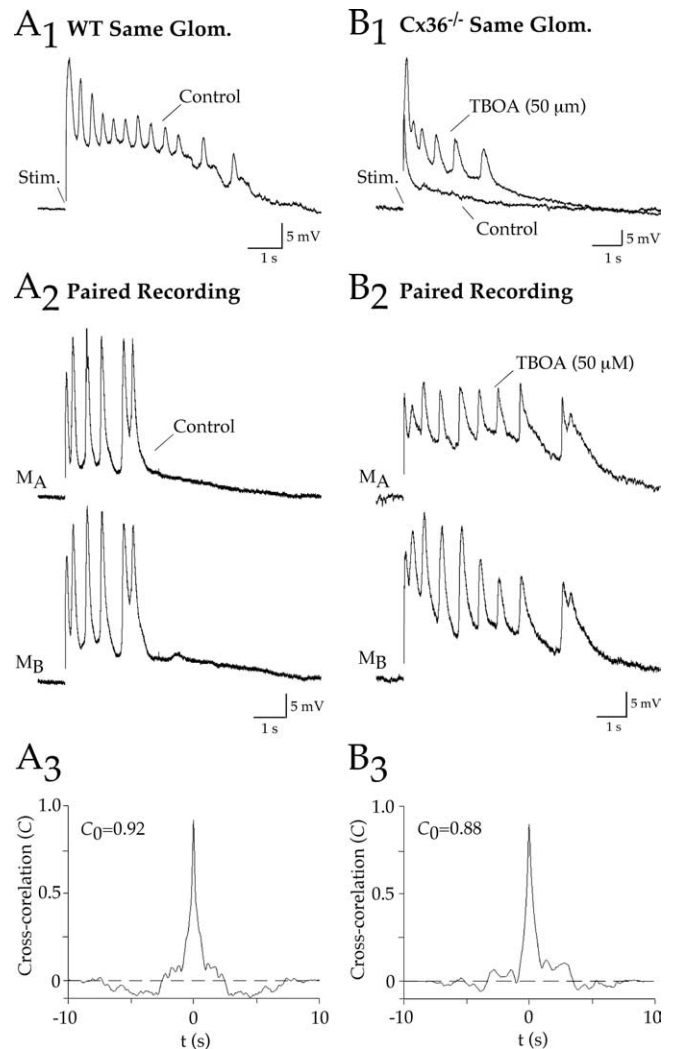 A1 WT Same Glom.
Control
Stim.
5 mV
1 s
B1 Cx36-/- Same Glom.
TBOA (50 µm)
Stim.
Control
5 mV
1 s
A2 Paired Recording
Control
MA
MB
5 mV
1 s
B2 Paired Recording
TBOA (50 µM)
MA
MB
5 mV
1 s
A3
C0=0.92
Cross-corelation (C)
1.0
0.5
0
-10
0
10
t (s)
B3
C0=0.88
Cross-corelation (C)
1.0
0.5
0
-10
0
10
t (s)